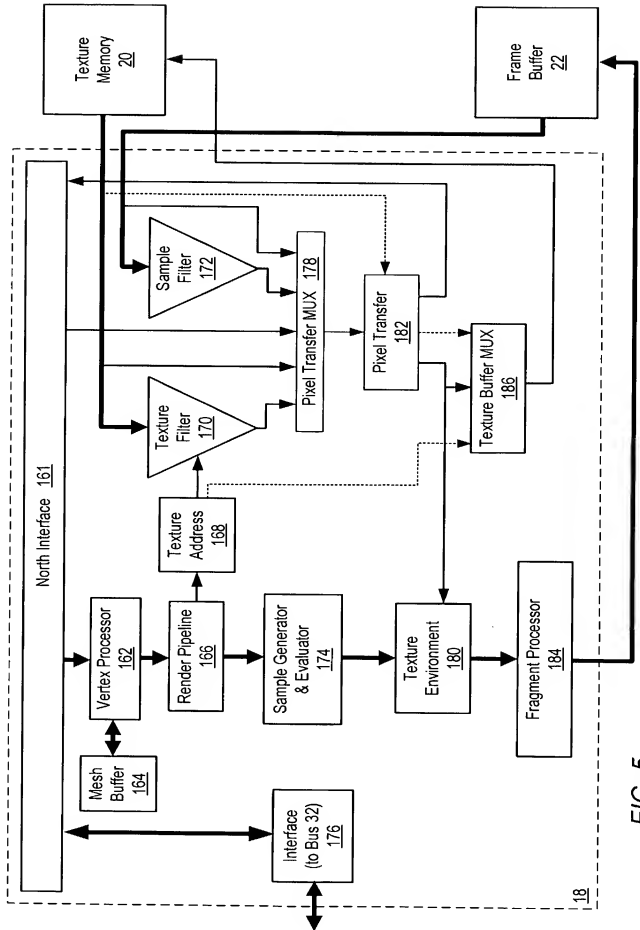 North Interface 161
Texture
Memory
20
Vertex Processor
162
Mesh
Buffer
164
Render Pipeline
166
Texture
Address
168
Texture
Filter
170
Sample
Filter
172
Pixel Transfer MUX 178
Frame
Buffer
22
Sample Generator
& Evaluator
174
Pixel Transfer
182
Interface
(to Bus 32)
176
Texture
Environment
180
Texture Buffer MUX
186
Fragment Processor
184
18
FIG. 5